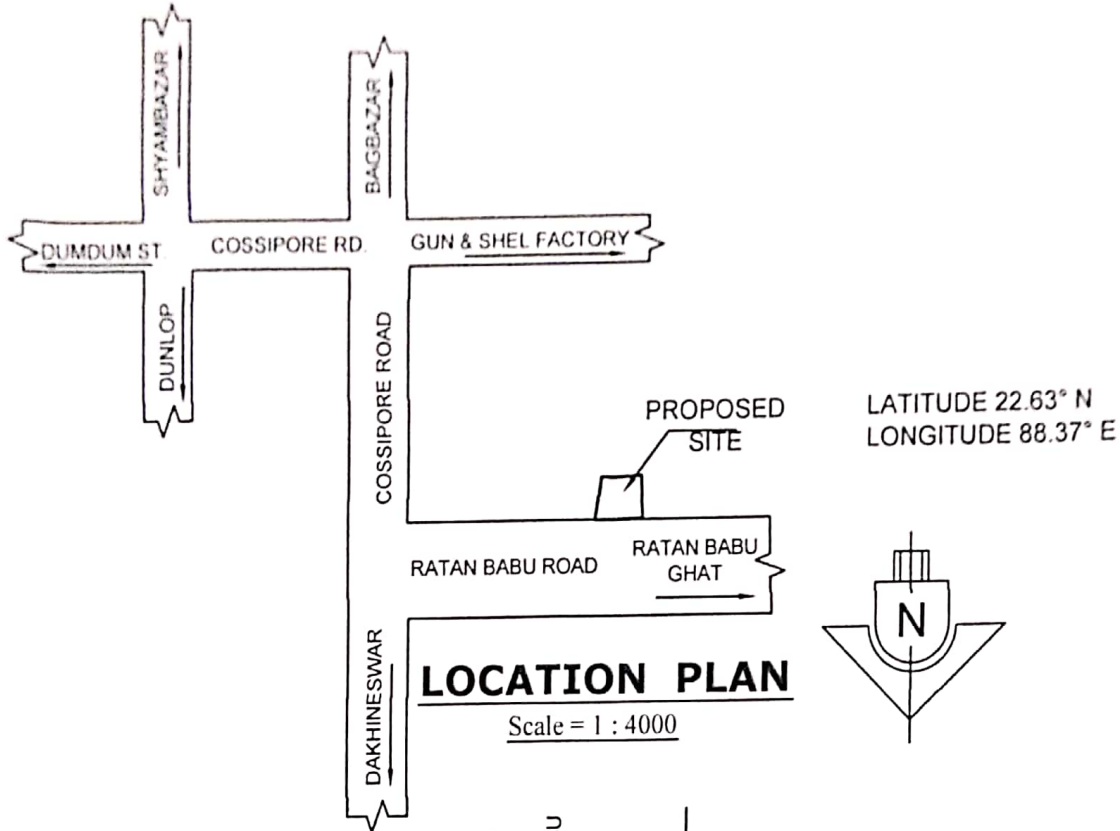 SHYAMBAZAR
BAGBAZAR
DUMDUM ST.
COSSIPORE RD.
GUN & SHEL FACTORY
DUNLOP
COSSIPORE ROAD
PROPOSED
SITE
LATITUDE 22.63° N
LONGITUDE 88.37° E
RATAN BABU ROAD
RATAN BABU
GHAT
N
DAKHINESWAR
LOCATION PLAN
Scale = 1 : 4000